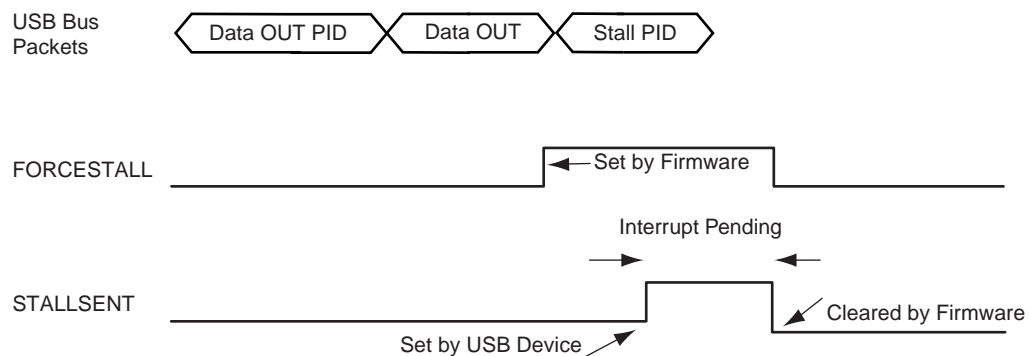 USB Bus
Packets
Data OUT PID
Data OUT
Stall PID
FORCESTALL
Set by Firmware
Interrupt Pending
STALLSENT
Cleared by Firmware
Set by USB Device